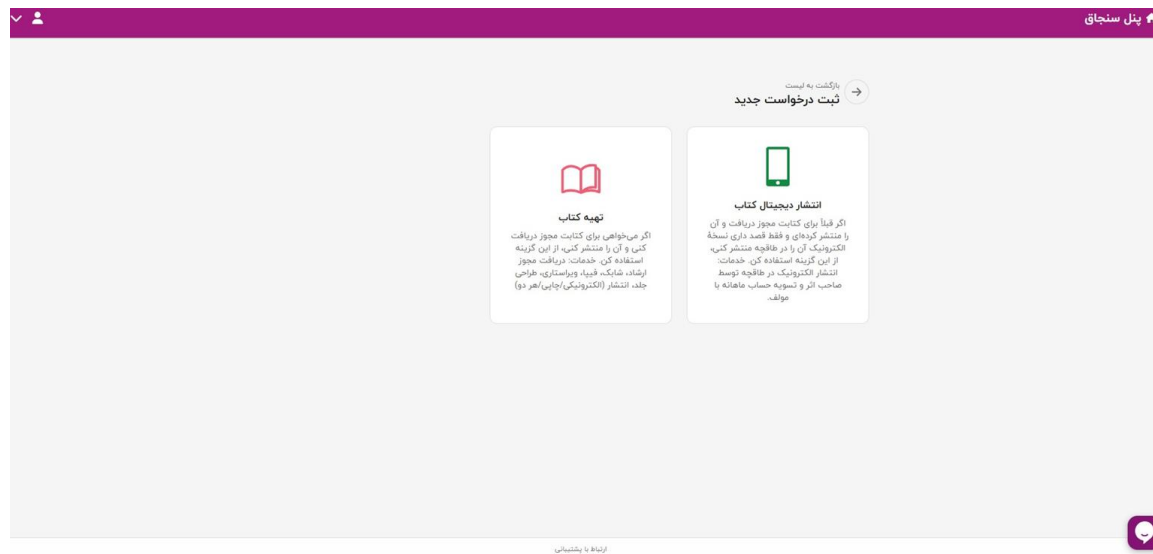 پنل سنجاق
بازگشت به لیست
ثبت درخواست جدید
انتشار دیجیتال کتاب
اگر قبلاً برای کتابت مجوز دریافت و آن
را منتشر کرده‌ای و فقط قصد داری نسخهٔ
الکترونیک آن را در طاقچه منتشر کنی،
از این گزینه استفاده کن. خدمات:
انتشار الکترونیک در طاقچه توسط
صاحب اثر و تسویه حساب ماهانه با
مولف.
تهیه کتاب
اگر می‌خواهی برای کتابت مجوز دریافت
کنی و آن را منتشر کنی، از این گزینه
استفاده کن. خدمات: دریافت مجوز
ارشاد، شابک، فیپا، ویراستاری، طراحی
جلد، انتشار (الکترونیکی/چاپی/هر دو)
ارتباط با پشتیبانی